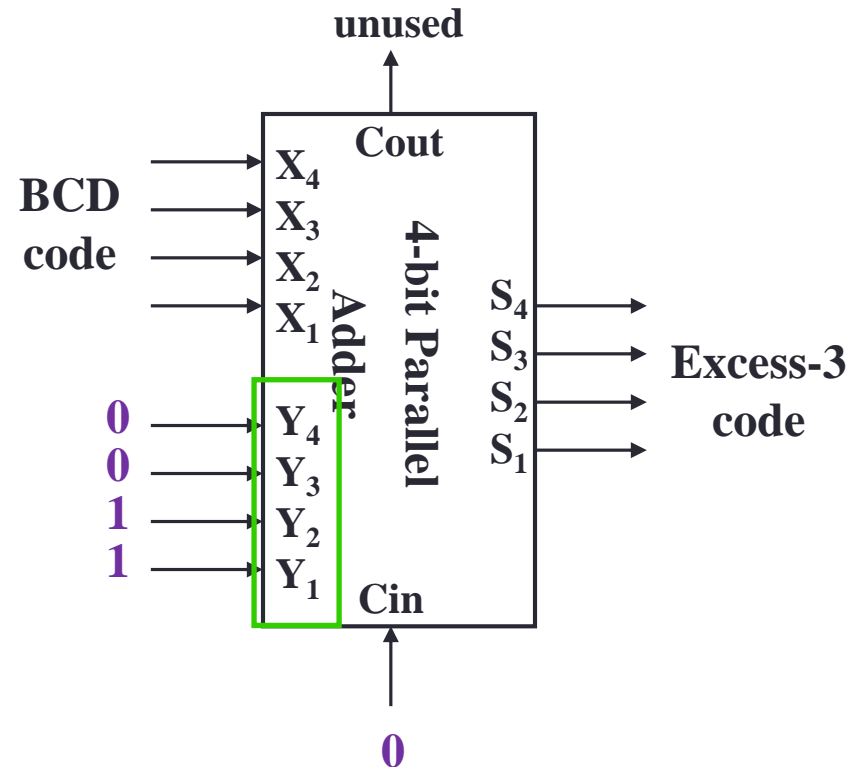 unused
Cout
BCD
code
X4
X3
X2
X1
4-bit Parallel
Adder
S4
S3
S2
S1
Excess-3
code
0
0
1
1
Y4
Y3
Y2
Y1
Cin
0